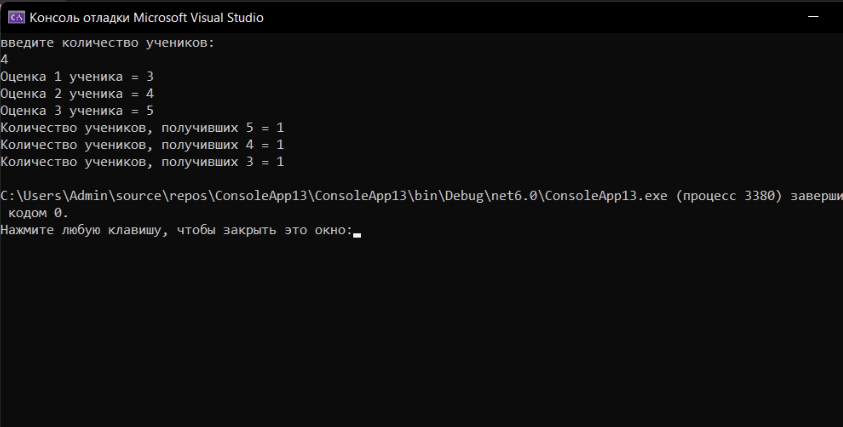 Консоль отладки Microsoft Visual Studio
введите количество учеников:
4
Оценка 1 ученика = 3
Оценка 2 ученика = 4
Оценка 3 ученика = 5
Количество учеников, получивших 5 = 1
Количество учеников, получивших 4 = 1
Количество учеников, получивших 3 = 1
C:\Users\Admin\source\repos\ConsoleApp13\ConsoleApp13\bin\Debug\net6.0\ConsoleApp13.exe (процесс 3380) заверши
кодом 0.
Нажмите любую клавишу, чтобы закрыть это окно: